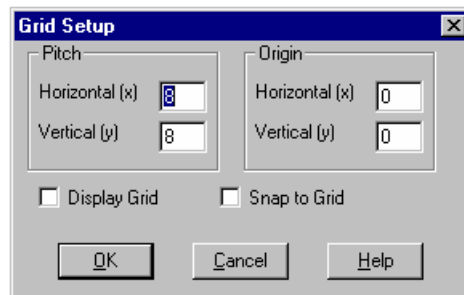 Grid Setup
Pitch Origin
Horizontal (x) 8 Horizontal (x) 0
Vertical (y) 8 Vertical (y) 0
Display Grid Snap to Grid
OK Cancel Help